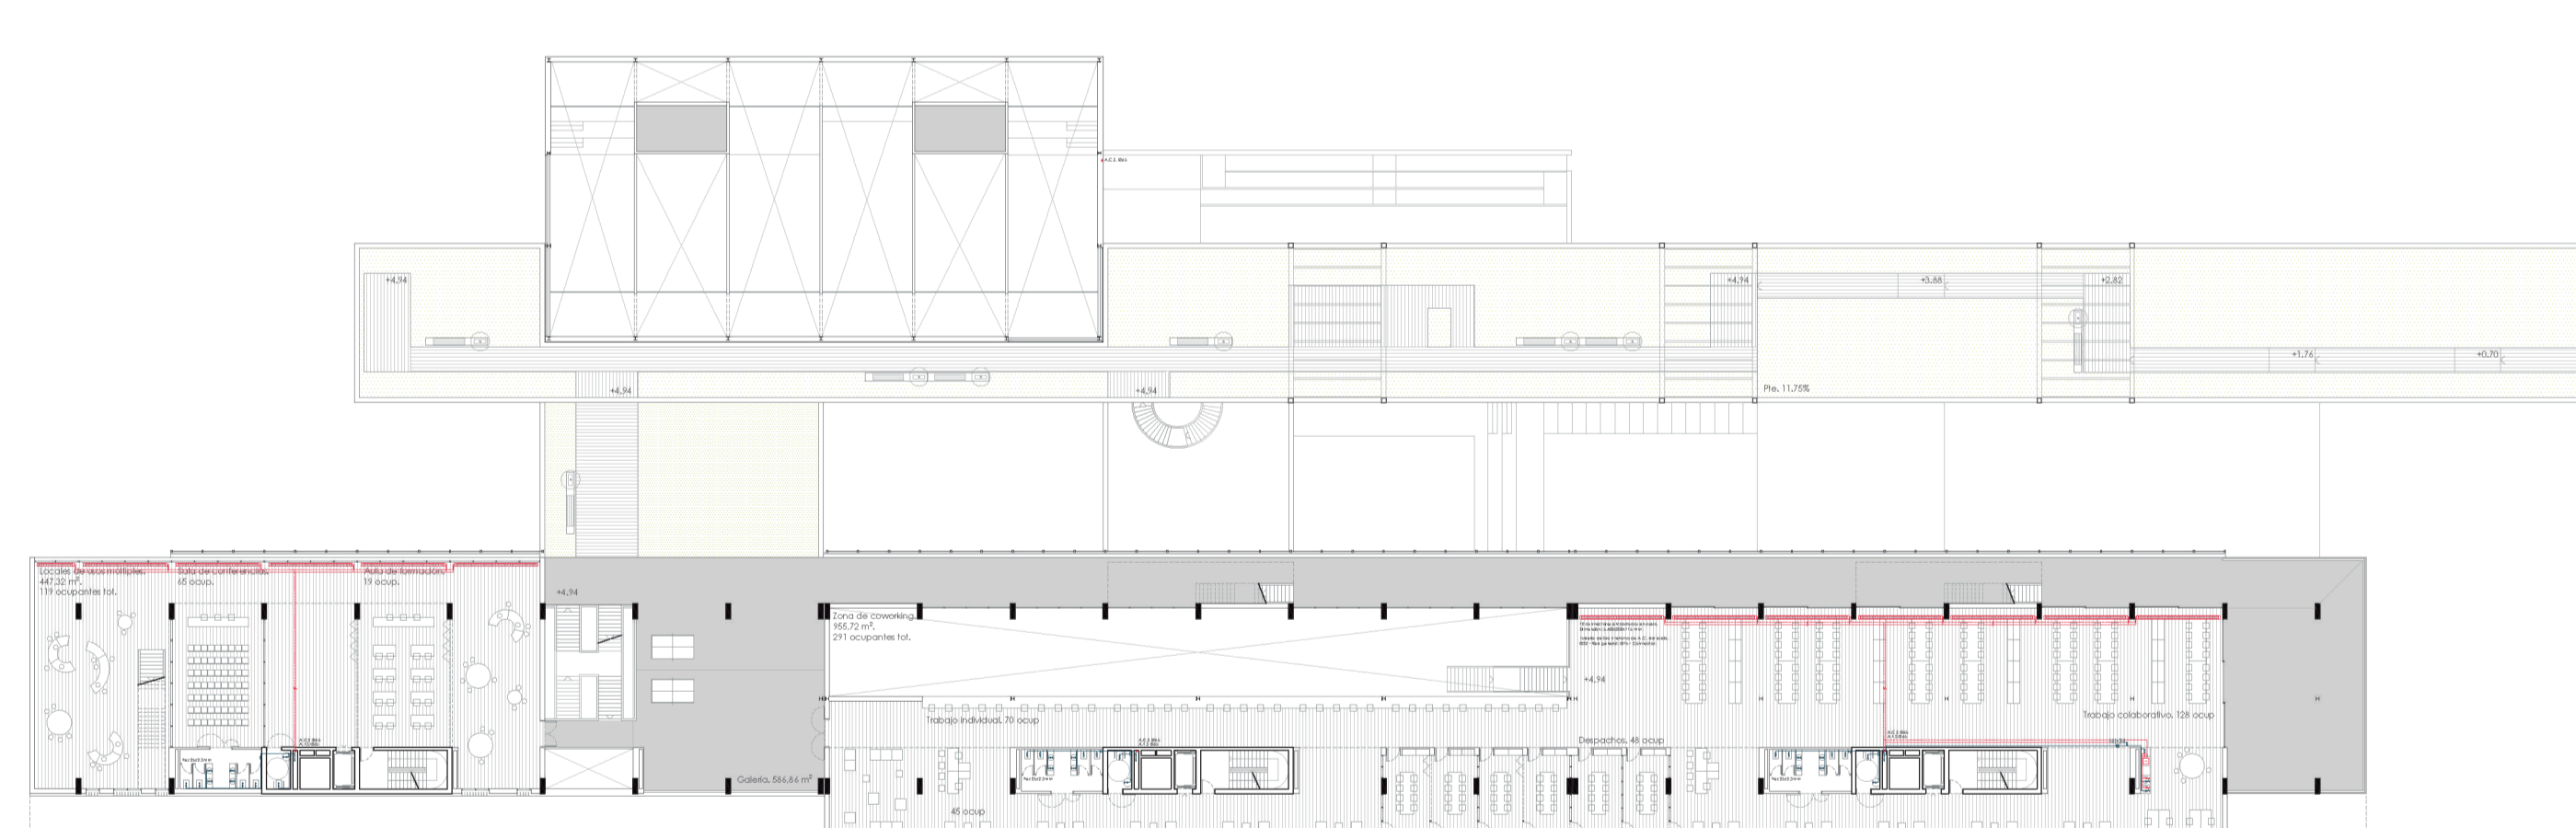 A.C.S. Ø66
+4,94
+4,94
+3,88
+2,82
+1,76
+0,70
+4,94
+4,94
Pte. 11,75%
Locales de usos múltiples.
447,32 m².
119 ocupantes tot.
Sala de conferencias.
65 ocup.
Aula de formación.
19 ocup.
+4,94
Zona de coworking.
955,72 m².
291 ocupantes tot.
+4,94
Trabajo individual. 70 ocup
Trabajo colaborativo. 128 ocup
Despachos. 48 ocup
Galería. 586,86 m²
45 ocup